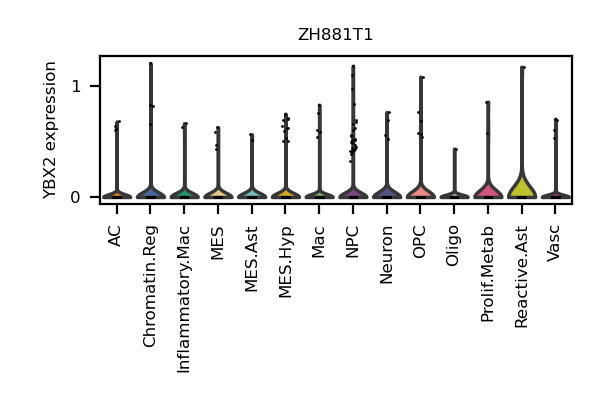 ZH881T1
YBX2 expression
1
0
AC
Chromatin.Reg
Inflammatory.Mac
MES
MES.Ast
MES.Hyp
Mac
NPC
Neuron
OPC
Oligo
Prolif.Metab
Reactive.Ast
Vasc